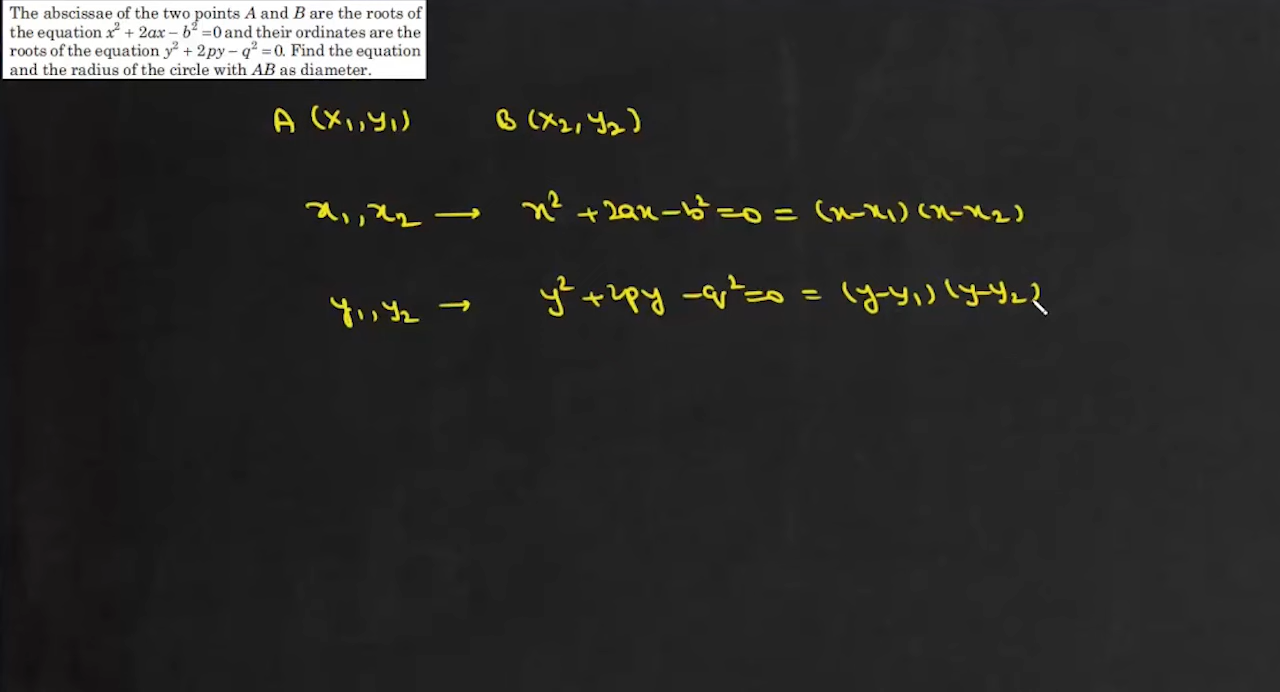 The abscissae of the two points A and B are the roots of
the equation x² + 2ax – b² =0 and their ordinates are the
roots of the equation y² + 2py – q² = 0. Find the equation
and the radius of the circle with AB as diameter.
A (x₁,y₁) B (x₂,y₂)
x₁,x₂ → x² +2ax-b²=0 = (x-x₁)(x-x₂)
y₁,y₂ → y² +2py -q²=0 = (y-y₁)(y-y₂)